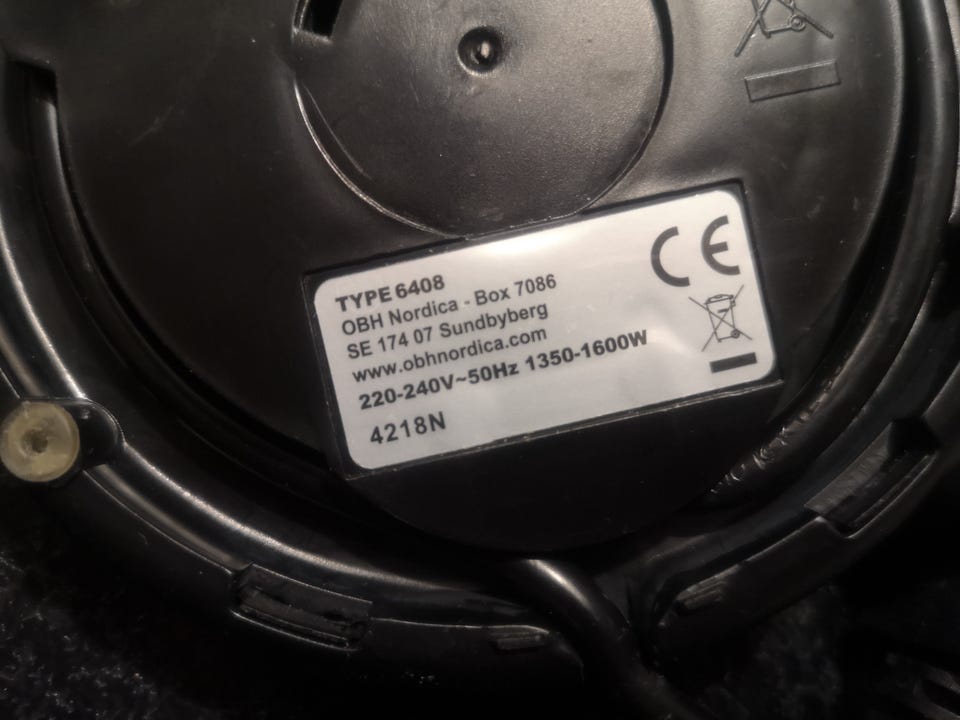 TYPE 6408
OBH Nordica - Box 7086
SE 174 07 Sundbyberg
www.obhnordica.com
220-240V~50Hz 1350-1600W
4218N
CE